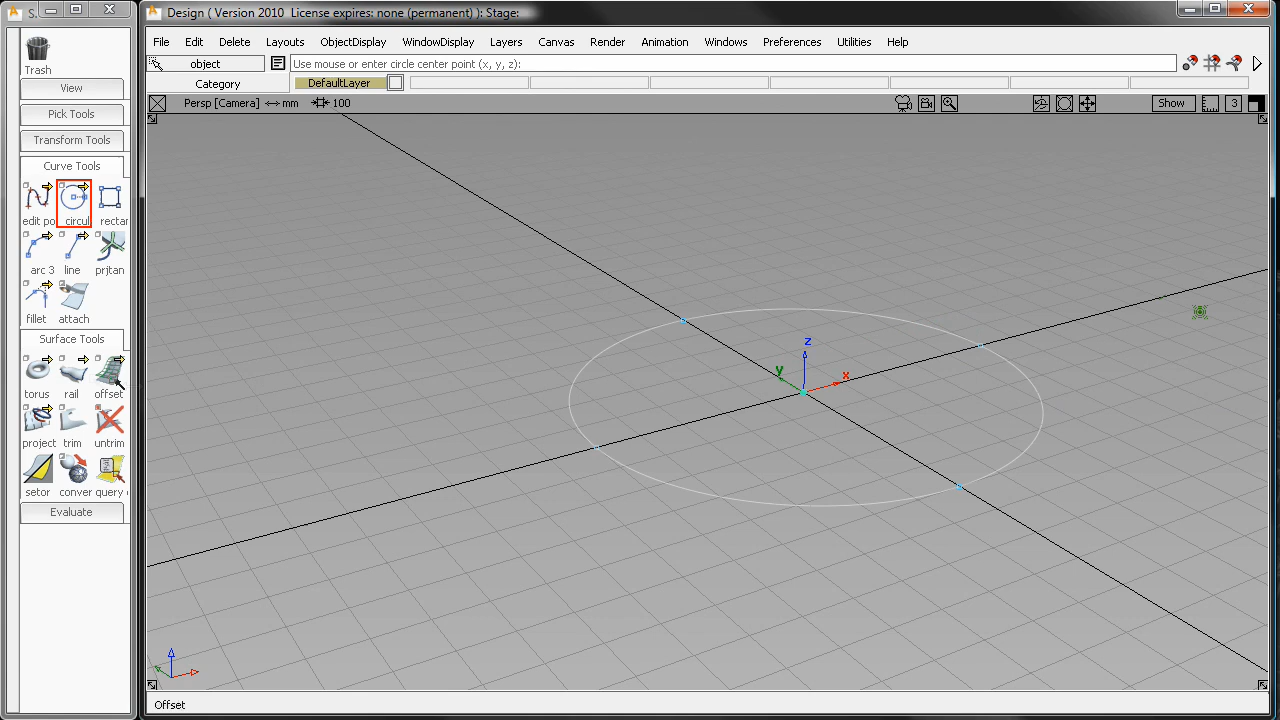 S.
Trash
View
Pick Tools
Transform Tools
Curve Tools
edit po circul rectan
arc 3 line prjtan
fillet attach
Surface Tools
torus rail offset
project trim untrim
setor conver query
Evaluate
Design ( Version 2010 License expires: none (permanent) ): Stage:
File Edit Delete Layouts ObjectDisplay WindowDisplay Layers Canvas Render Animation Windows Preferences Utilities Help
object Use mouse or enter circle center point (x, y, z):
Category DefaultLayer
Persp [Camera] mm 100 Show 3
z
y x
Offset